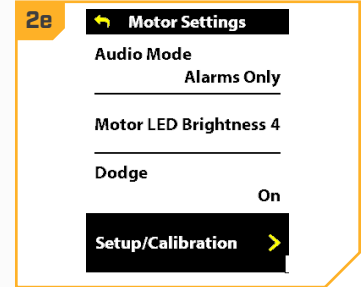 2e
Motor Settings
Audio Mode
Alarms Only
Motor LED Brightness 4
Dodge
On
Setup/Calibration